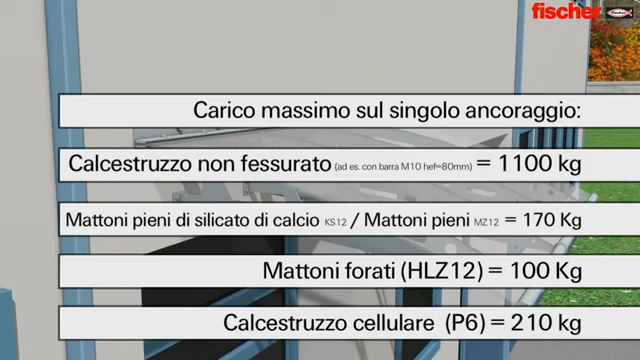 fischer
Carico massimo sul singolo ancoraggio:
Calcestruzzo non fessurato (ad es. con barra M10 hef=80mm) = 1100 kg
Mattoni pieni di silicato di calcio KS12 / Mattoni pieni MZ12 = 170 Kg
Mattoni forati (HLZ12) = 100 Kg
Calcestruzzo cellulare (P6) = 210 kg